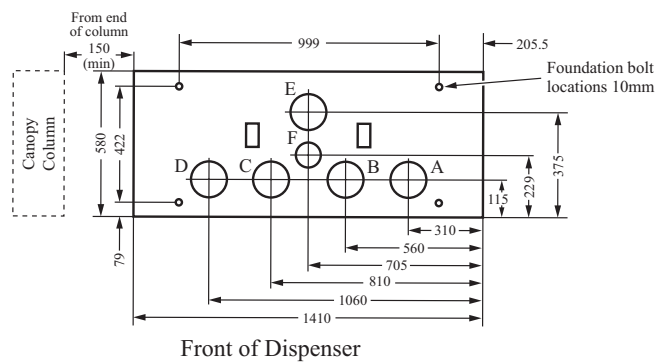 From end
of column
150
(min)
999
205.5
Foundation bolt
locations 10mm
Canopy
Column
580
422
E
F
D
C
B
A
375
229
115
79
310
560
705
810
1060
1410
Front of Dispenser